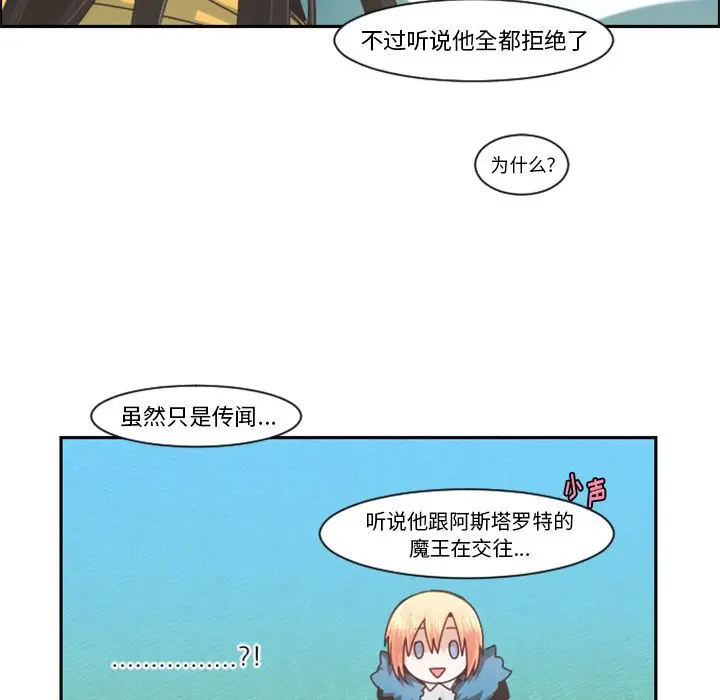 不过听说他全都拒绝了
为什么?
虽然只是传闻...
小声
听说他跟阿斯塔罗特的
魔王在交往...
................?!